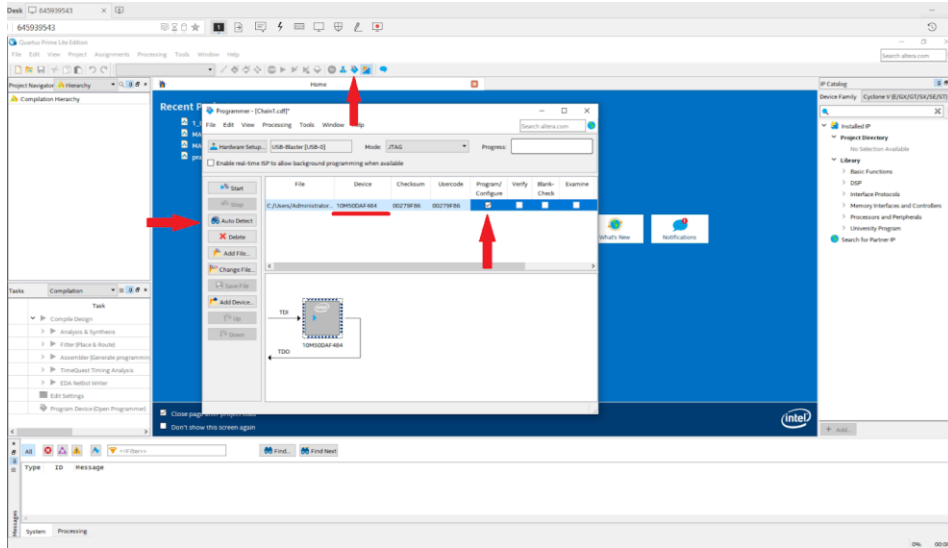 Desk 645939543
645939543
Quartus Prime Lite Edition
File Edit View Project Assignments Processing Tools Window Help
Search altera.com
Project Navigator Hierarchy
Home
IP Catalog
Compilation Hierarchy
Device Family Cyclone V (E/GX/GT/SX/SE/ST)
Recent P
Programmer - [Chain1.cdf]*
File Edit View Processing Tools Window Help
Search altera.com
Hardware Setup... USB-Blaster [USB-0] Mode: JTAG Progress:
Enable real-time ISP to allow background programming when available
Start
Stop
Auto Detect
Delete
Add File...
Change File...
Save File
Add Device...
Up
Down
File Device Checksum Usercode Program/Configure Verify Blank-Check Examine
C:/Users/Administrator... 10M50DAF484 00279F86 00279F86
TDI
10M50DAF484
TDO
Installed IP
Project Directory
No Selection Available
Library
Basic Functions
DSP
Interface Protocols
Memory Interfaces and Controllers
Processors and Peripherals
University Program
Search for Partner IP
What's New
Notifications
Tasks Compilation
Task
Compile Design
Analysis & Synthesis
Fitter (Place & Route)
Assembler (Generate programmin
TimeQuest Timing Analysis
EDA Netlist Writer
Edit Settings
Program Device (Open Programmer)
Close page after project load
Don't show this screen again
intel
+ Add...
All <<Filter>> Find... Find Next
Type ID Message
Messages
System Processing
0% 00:0